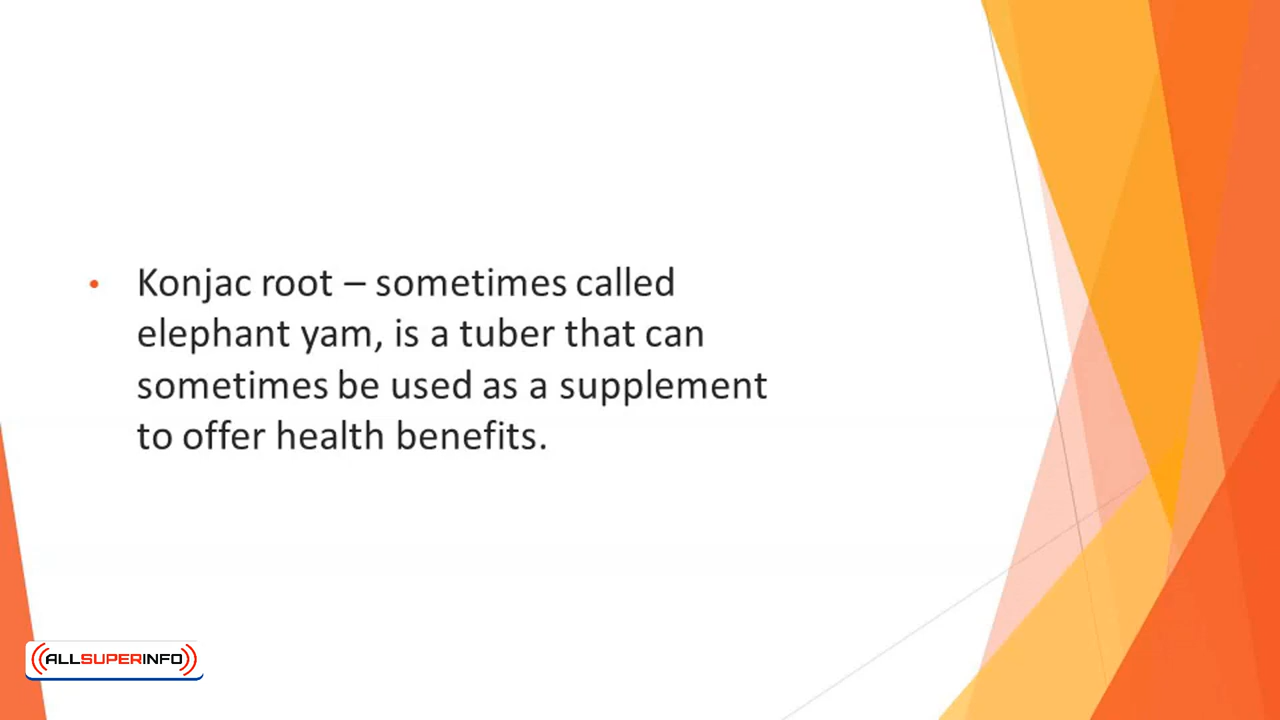 • Konjac root – sometimes called
elephant yam, is a tuber that can
sometimes be used as a supplement
to offer health benefits.
ALLSUPERINFO